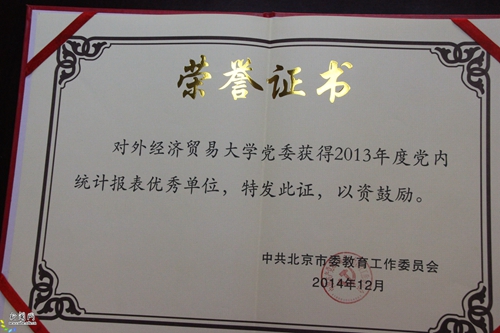 荣誉证书
对外经济贸易大学党委获得2013年度党内
统计报表优秀单位，特发此证，以资鼓励。
中共北京市委教育工作委员会
2014年12月